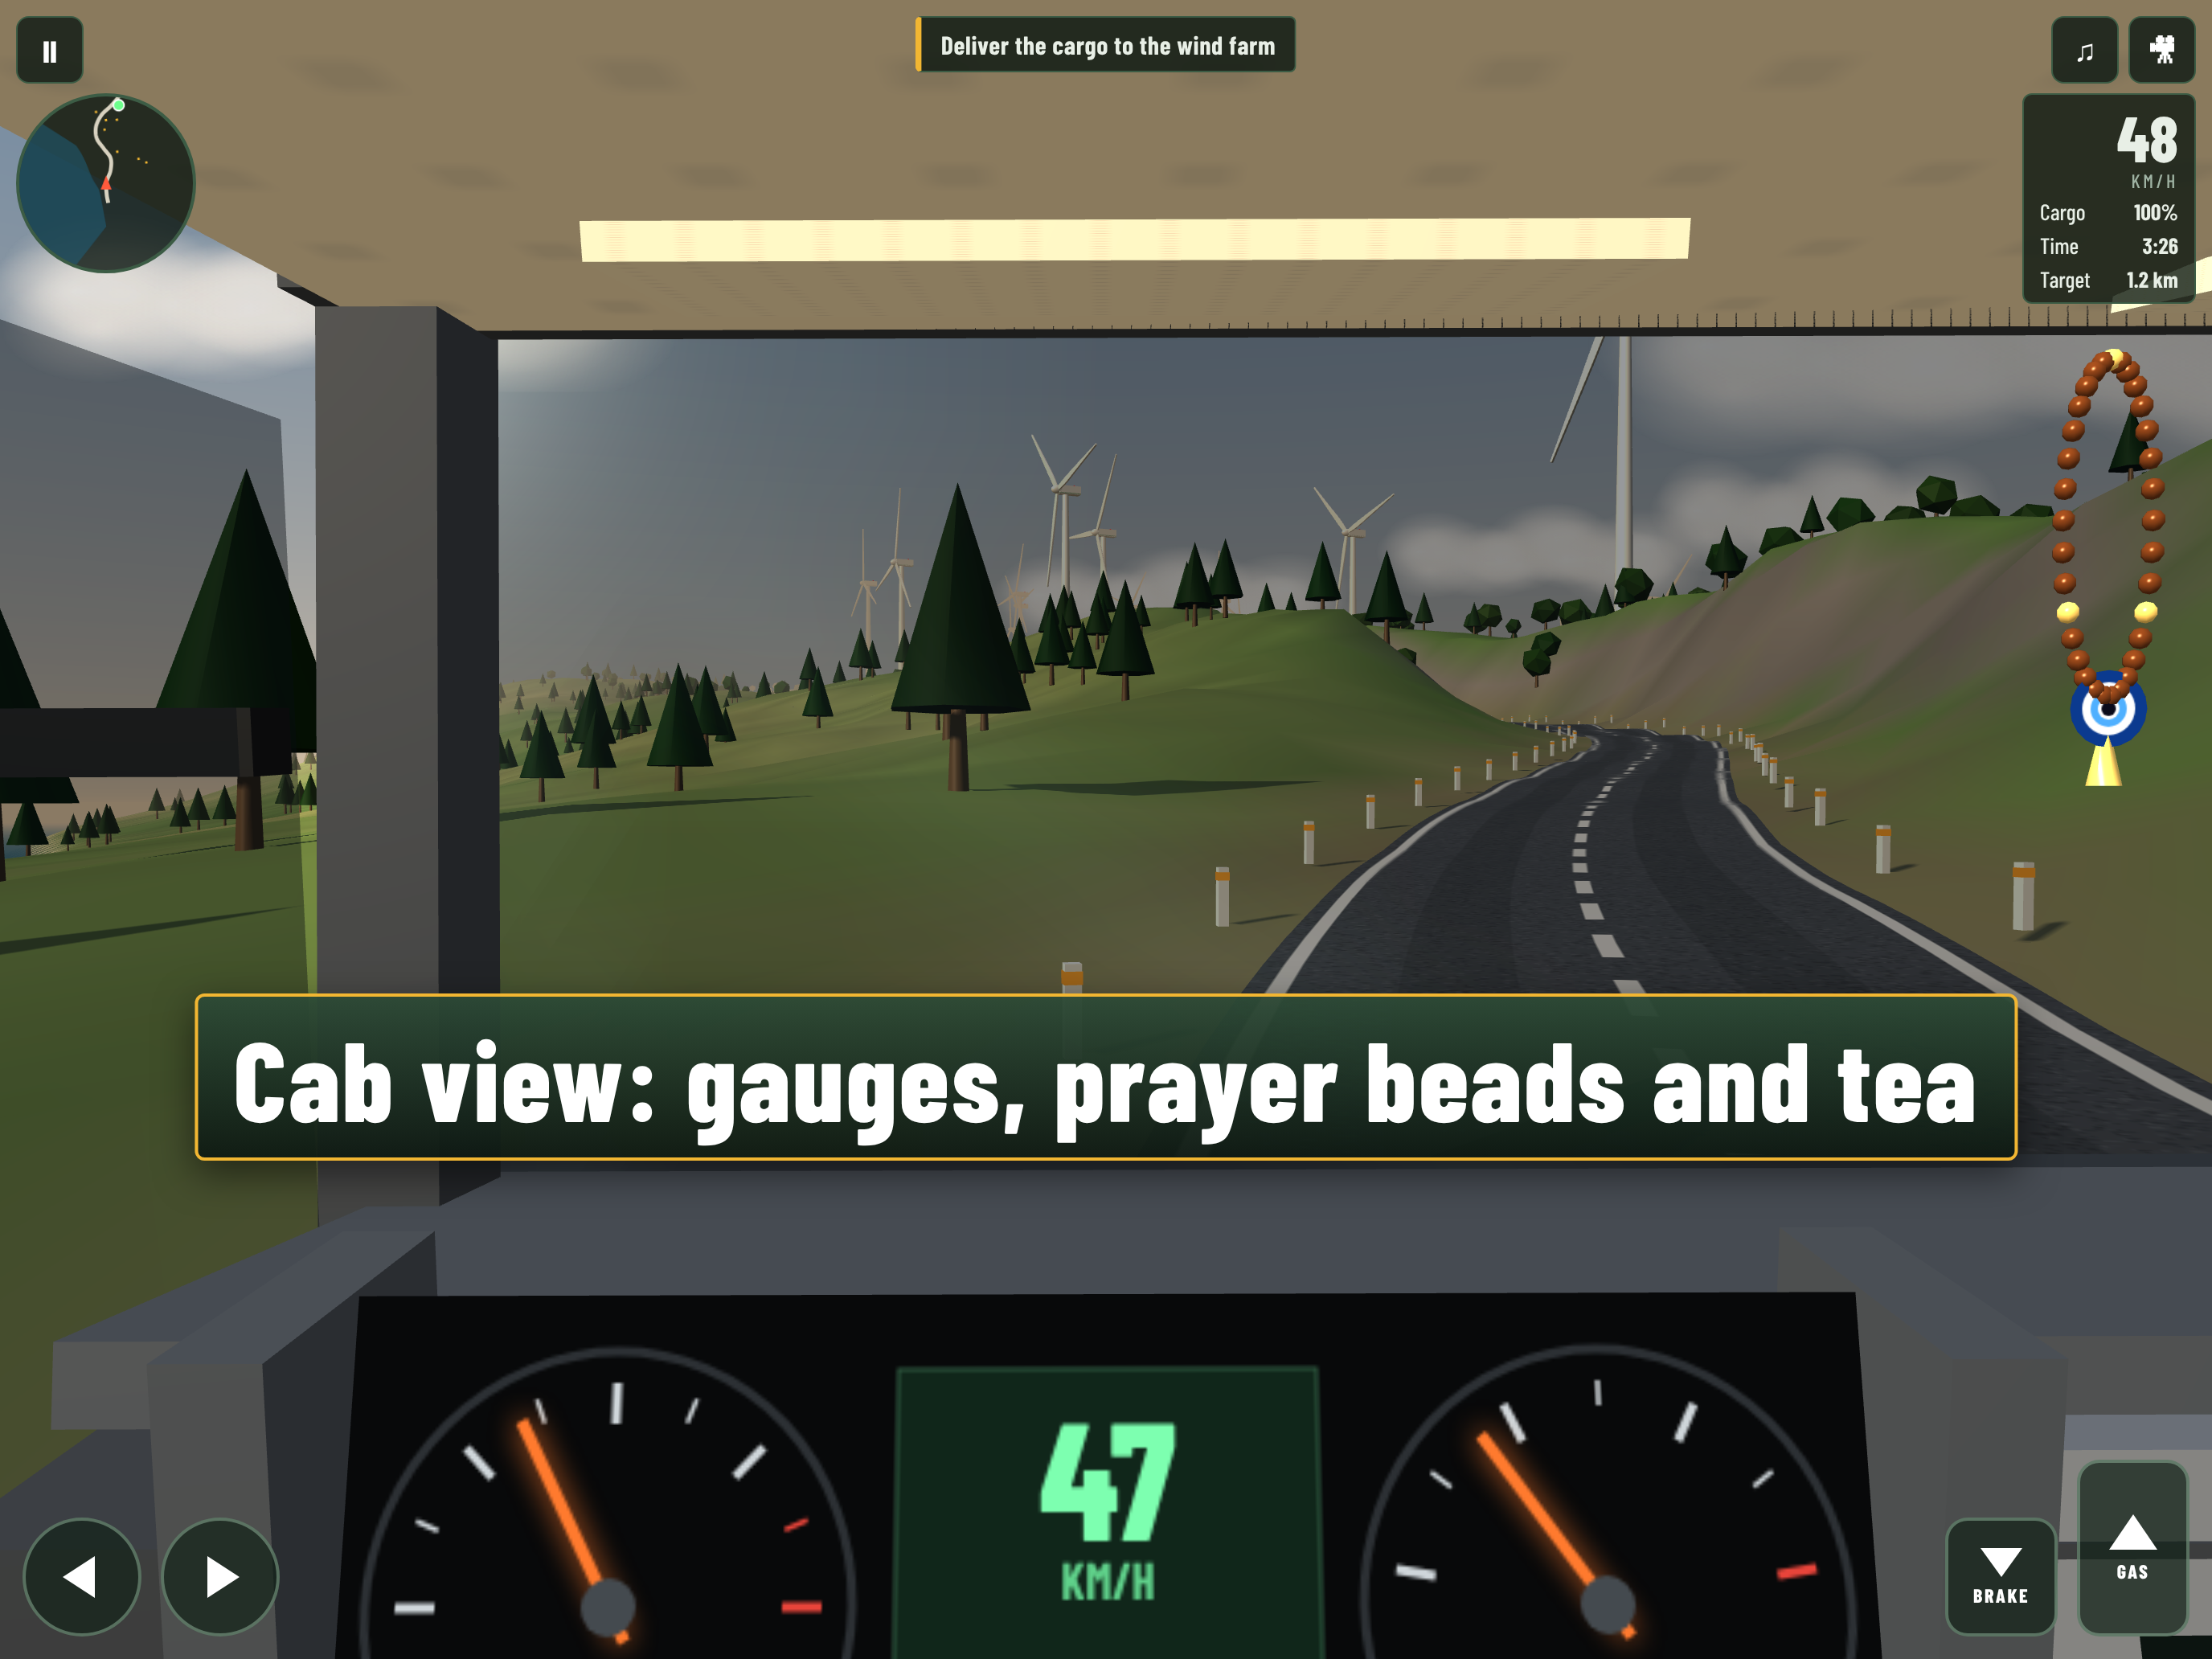 Deliver the cargo to the wind farm
48
KM/H
Cargo 100%
Time 3:26
Target 1.2 km
Cab view: gauges, prayer beads and tea
47
KM/H
BRAKE
GAS